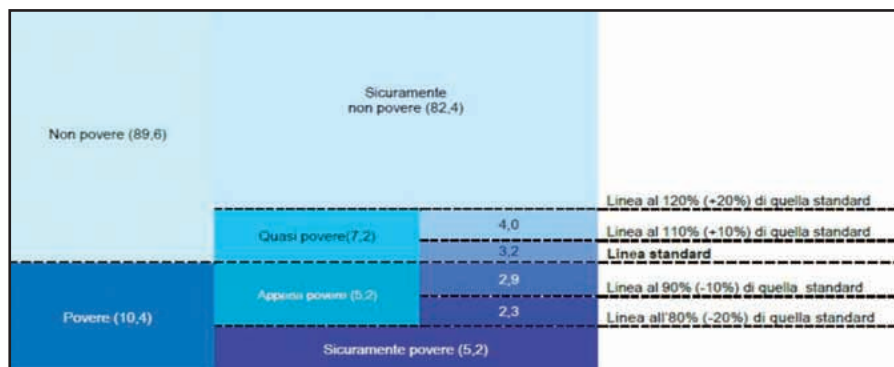 Sicuramente
non povere (82,4)
Non povere (89,6)
Linea al 120% (+20%) di quella standard
Quasi povere(7,2)
4,0
Linea al 110% (+10%) di quella standard
3,2
Linea standard
Appena povere (5,2)
2,9
Linea al 90% (-10%) di quella standard
Povere (10,4)
2,3
Linea all'80% (-20%) di quella standard
Sicuramente povere (5,2)